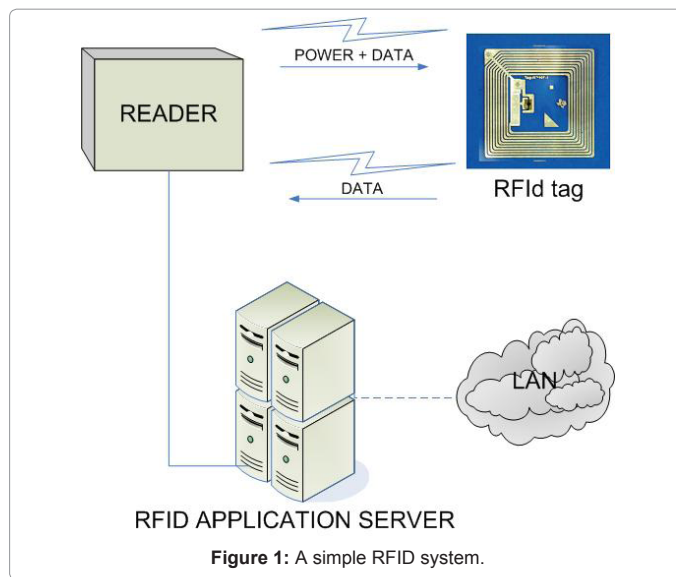 POWER + DATA
READER
DATA
RFId tag
LAN
RFID APPLICATION SERVER
Figure 1: A simple RFID system.